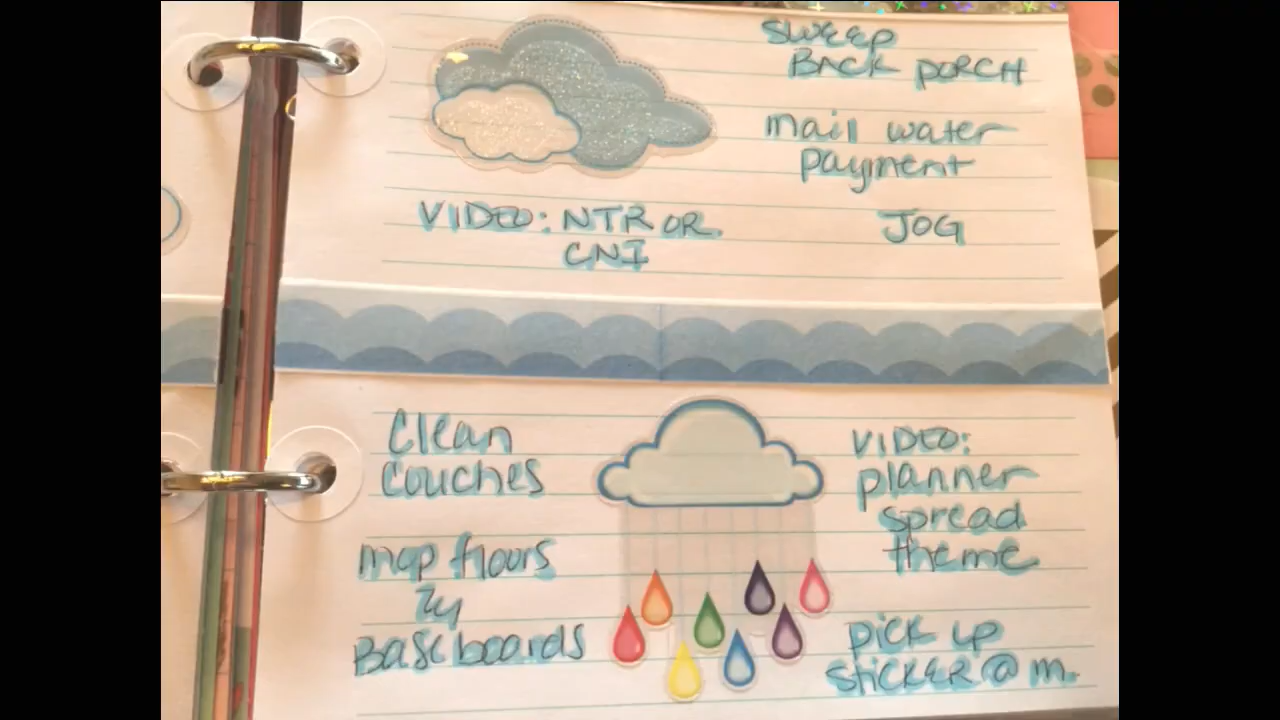 SWEEP
BACK PORCH
mail water
payment
VIDEO: NTR OR
CNI
JOG
Clean
couches
mop floors
Baseboards
VIDEO:
planner
spread
theme
PICK UP
STICKER @ M.